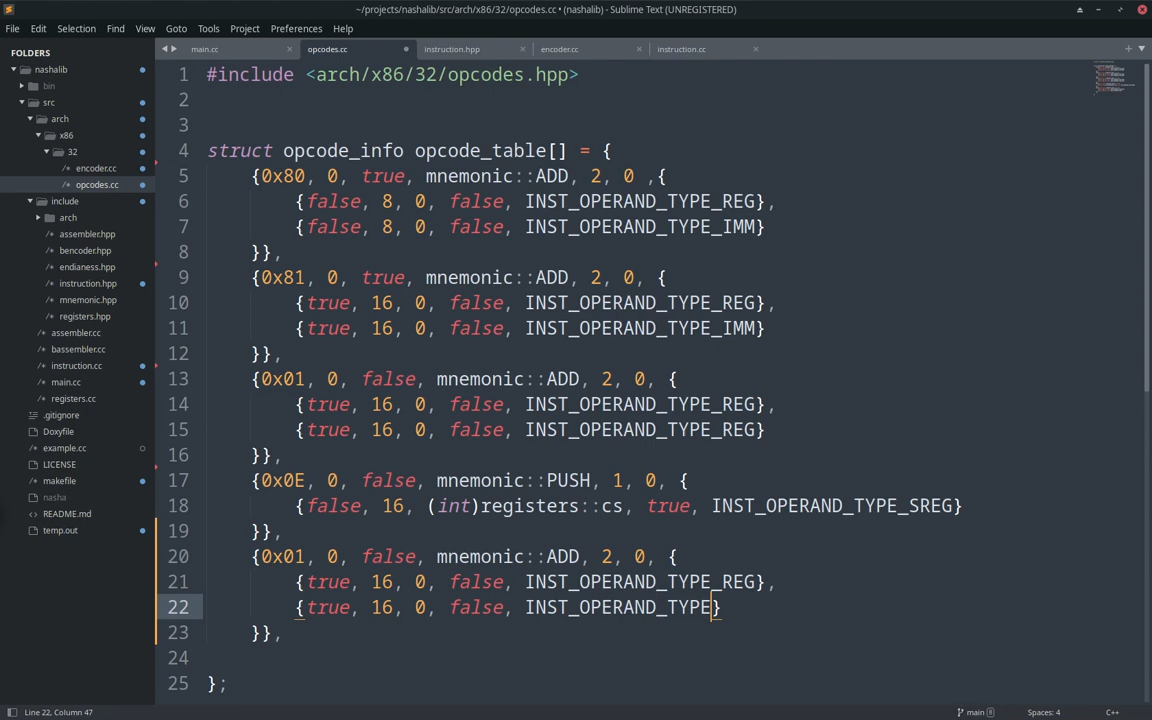 ~/projects/nashalib/src/arch/x86/32/opcodes.cc • (nashalib) - Sublime Text (UNREGISTERED)
File Edit Selection Find View Goto Tools Project Preferences Help
FOLDERS
nashalib
bin
src
arch
x86
32
encoder.cc
opcodes.cc
include
arch
assembler.hpp
bencoder.hpp
endianess.hpp
instruction.hpp
mnemonic.hpp
registers.hpp
assembler.cc
bassembler.cc
instruction.cc
main.cc
registers.cc
.gitignore
Doxyfile
example.cc
LICENSE
makefile
nasha
README.md
temp.out
main.cc opcodes.cc instruction.hpp encoder.cc instruction.cc
1 #include <arch/x86/32/opcodes.hpp>
2
3
4 struct opcode_info opcode_table[] = {
5 {0x80, 0, true, mnemonic::ADD, 2, 0 ,{
6 {false, 8, 0, false, INST_OPERAND_TYPE_REG},
7 {false, 8, 0, false, INST_OPERAND_TYPE_IMM}
8 }},
9 {0x81, 0, true, mnemonic::ADD, 2, 0, {
10 {true, 16, 0, false, INST_OPERAND_TYPE_REG},
11 {true, 16, 0, false, INST_OPERAND_TYPE_IMM}
12 }},
13 {0x01, 0, false, mnemonic::ADD, 2, 0, {
14 {true, 16, 0, false, INST_OPERAND_TYPE_REG},
15 {true, 16, 0, false, INST_OPERAND_TYPE_REG}
16 }},
17 {0x0E, 0, false, mnemonic::PUSH, 1, 0, {
18 {false, 16, (int)registers::cs, true, INST_OPERAND_TYPE_SREG}
19 }},
20 {0x01, 0, false, mnemonic::ADD, 2, 0, {
21 {true, 16, 0, false, INST_OPERAND_TYPE_REG},
22 {true, 16, 0, false, INST_OPERAND_TYPE}
23 }},
24
25 };
Line 22, Column 47
main 8
Spaces: 4
C++